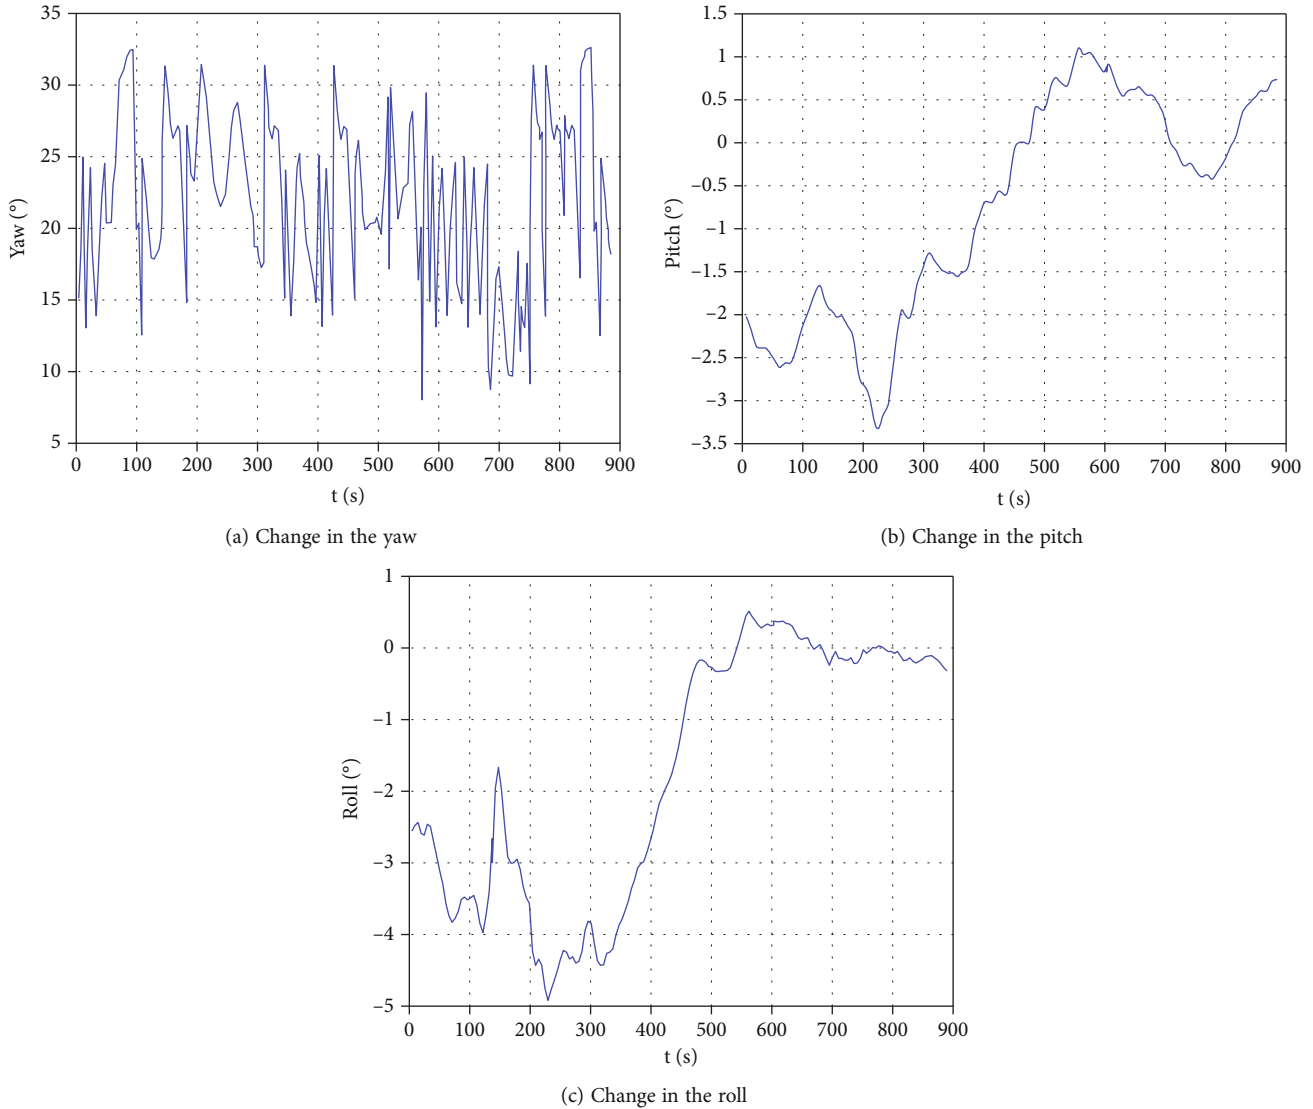 35
30
25
20
15
10
5
Yaw (°)
0 100 200 300 400 500 600 700 800 900
t (s)
(a) Change in the yaw
1.5
1
0.5
0
−0.5
−1
−1.5
−2
−2.5
−3
−3.5
Pitch (°)
0 100 200 300 400 500 600 700 800 900
t (s)
(b) Change in the pitch
1
0
−1
−2
−3
−4
−5
Roll (°)
0 100 200 300 400 500 600 700 800 900
t (s)
(c) Change in the roll